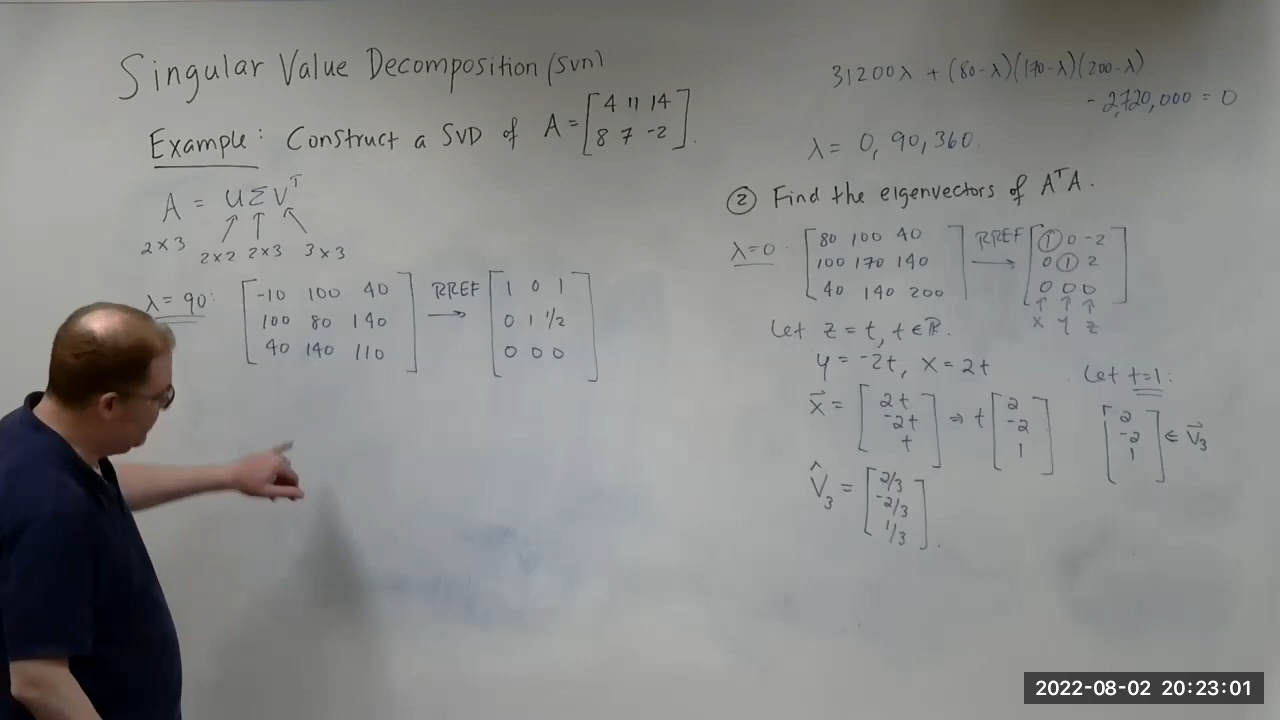 Singular Value Decomposition (SVD)
Example: Construct a SVD of A = [4 11 14
8 7 -2].
A = UΣV^T
2×3 2×2 2×3 3×3
λ = 90: [-10 100 40
100 80 140
40 140 110] RREF → [1 0 1
0 1 1/2
0 0 0]
31200λ + (80-λ)(170-λ)(200-λ)
- 2,720,000 = 0
λ = 0, 90, 360
② Find the eigenvectors of A^TA.
λ=0 [80 100 40
100 170 140
40 140 200] RREF → [1 0 -2
0 1 2
0 0 0]
↑ ↑ ↑
x y z
Let z = t, t ∈ ℝ.
y = -2t, x = 2t
x⃗ = [2t
-2t
t] ⇒ t [2
-2
1]
Let t=1:
[2
-2
1] ∈ V⃗₃
V̂₃ = [2/3
-2/3
1/3].
2022-08-02 20:23:01